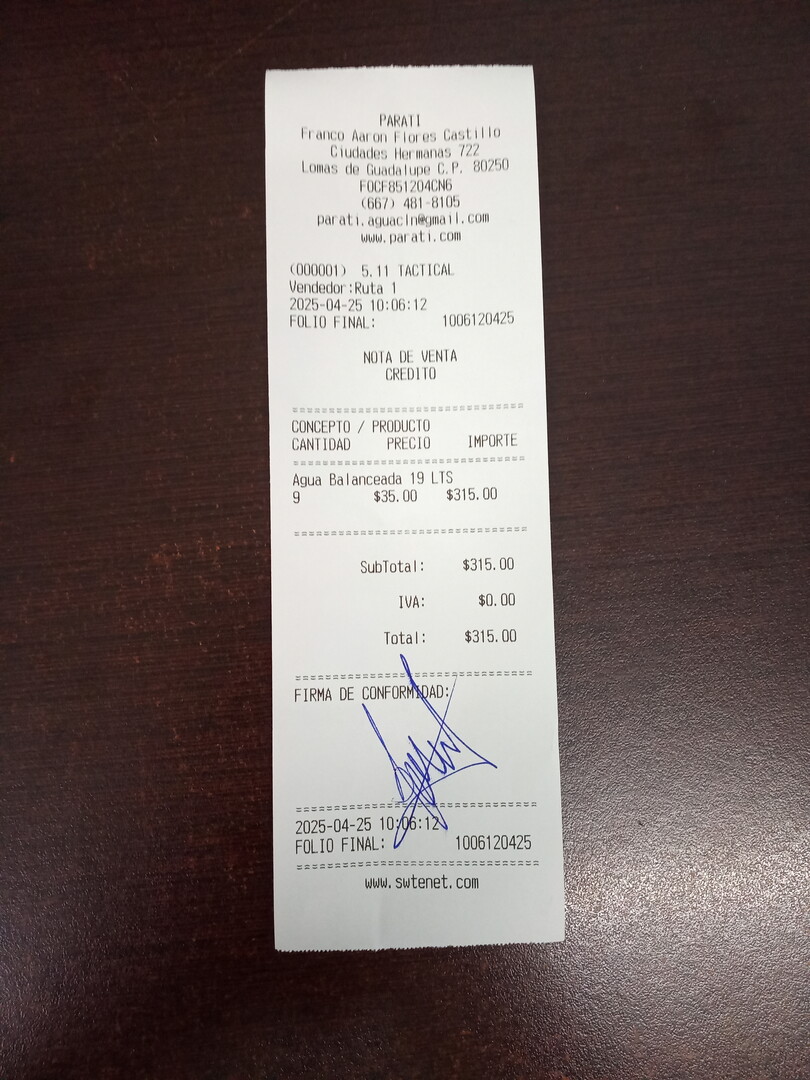 PARATI
Franco Aaron Flores Castillo
Ciudades Hermanas 722
Lomas de Guadalupe C.P. 80250
FOCF851204CN6
(667) 481-8105
parati.aguacln@gmail.com
www.parati.com
(000001) 5.11 TACTICAL
Vendedor:Ruta 1
2025-04-25 10:06:12
FOLIO FINAL: 1006120425
NOTA DE VENTA
CREDITO
CONCEPTO / PRODUCTO
CANTIDAD PRECIO IMPORTE
Agua Balanceada 19 LTS
9 $35.00 $315.00
SubTotal: $315.00
IVA: $0.00
Total: $315.00
FIRMA DE CONFORMIDAD:
2025-04-25 10:06:12
FOLIO FINAL: 1006120425
www.swtenet.com